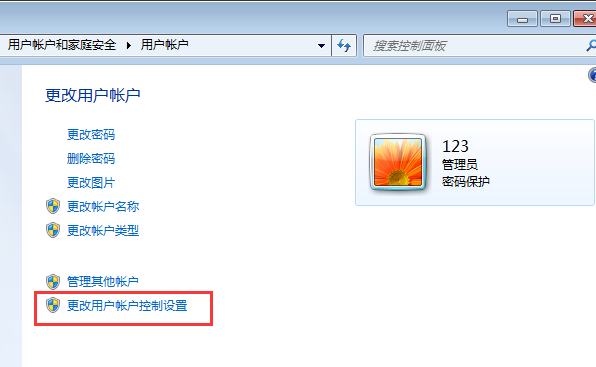 用户帐户和家庭安全 ▶ 用户帐户
搜索控制面板
更改用户帐户
更改密码
删除密码
更改图片
更改帐户名称
更改帐户类型
管理其他帐户
更改用户帐户控制设置
123
管理员
密码保护